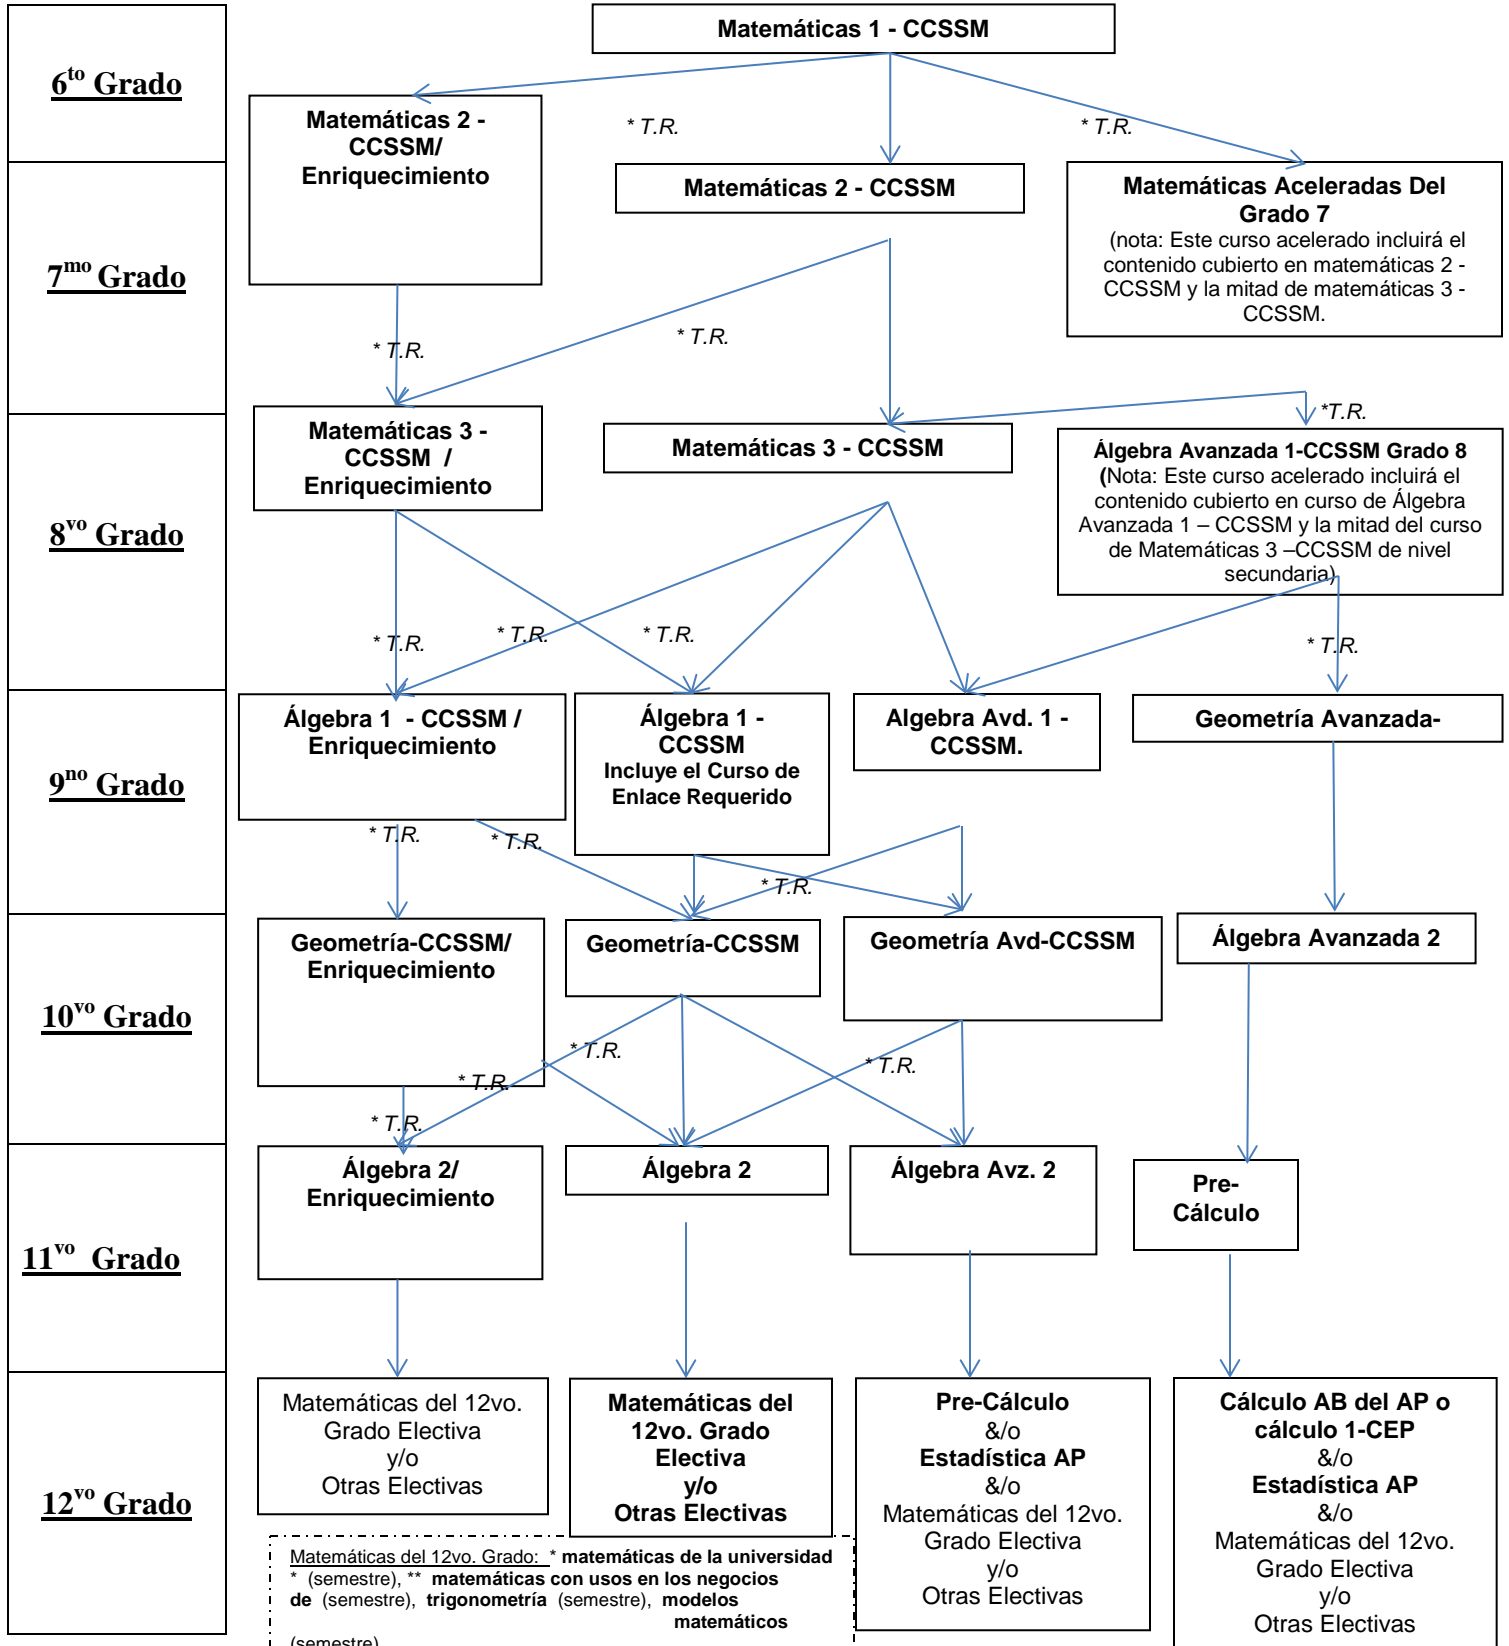 Matemáticas 1 - CCSSM
6to Grado
Matemáticas 2 -
CCSSM/
Enriquecimiento
* T.R.
* T.R.
Matemáticas 2 - CCSSM
Matemáticas Aceleradas Del
Grado 7
(nota: Este curso acelerado incluirá el
contenido cubierto en matemáticas 2 -
CCSSM y la mitad de matemáticas 3 -
CCSSM.
7mo Grado
* T.R.
* T.R.
*T.R.
Matemáticas 3 -
CCSSM /
Enriquecimiento
Matemáticas 3 - CCSSM
Álgebra Avanzada 1-CCSSM Grado 8
(Nota: Este curso acelerado incluirá el
contenido cubierto en curso de Álgebra
Avanzada 1 – CCSSM y la mitad del curso
de Matemáticas 3 –CCSSM de nivel
secundaria)
8vo Grado
* T.R.
* T.R.
* T.R.
* T.R.
Álgebra 1 - CCSSM /
Enriquecimiento
Álgebra 1 -
CCSSM
Incluye el Curso de
Enlace Requerido
Algebra Avd. 1 -
CCSSM.
Geometría Avanzada-
9no Grado
* T.R.
* T.R.
* T.R.
Geometría-CCSSM/
Enriquecimiento
Geometría-CCSSM
Geometría Avd-CCSSM
Álgebra Avanzada 2
10vo Grado
* T.R.
* T.R.
* T.R.
* T.R.
Álgebra 2/
Enriquecimiento
Álgebra 2
Álgebra Avz. 2
Pre-
Cálculo
11vo Grado
Matemáticas del 12vo.
Grado Electiva
y/o
Otras Electivas
Matemáticas del
12vo. Grado
Electiva
y/o
Otras Electivas
Pre-Cálculo
&/o
Estadística AP
&/o
Matemáticas del 12vo.
Grado Electiva
y/o
Otras Electivas
Cálculo AB del AP o
cálculo 1-CEP
&/o
Estadística AP
&/o
Matemáticas del 12vo.
Grado Electiva
y/o
Otras Electivas
12vo Grado
Matemáticas del 12vo. Grado: * matemáticas de la universidad
* (semestre), ** matemáticas con usos en los negocios
de (semestre), trigonometría (semestre), modelos
matemáticos
(semestre)